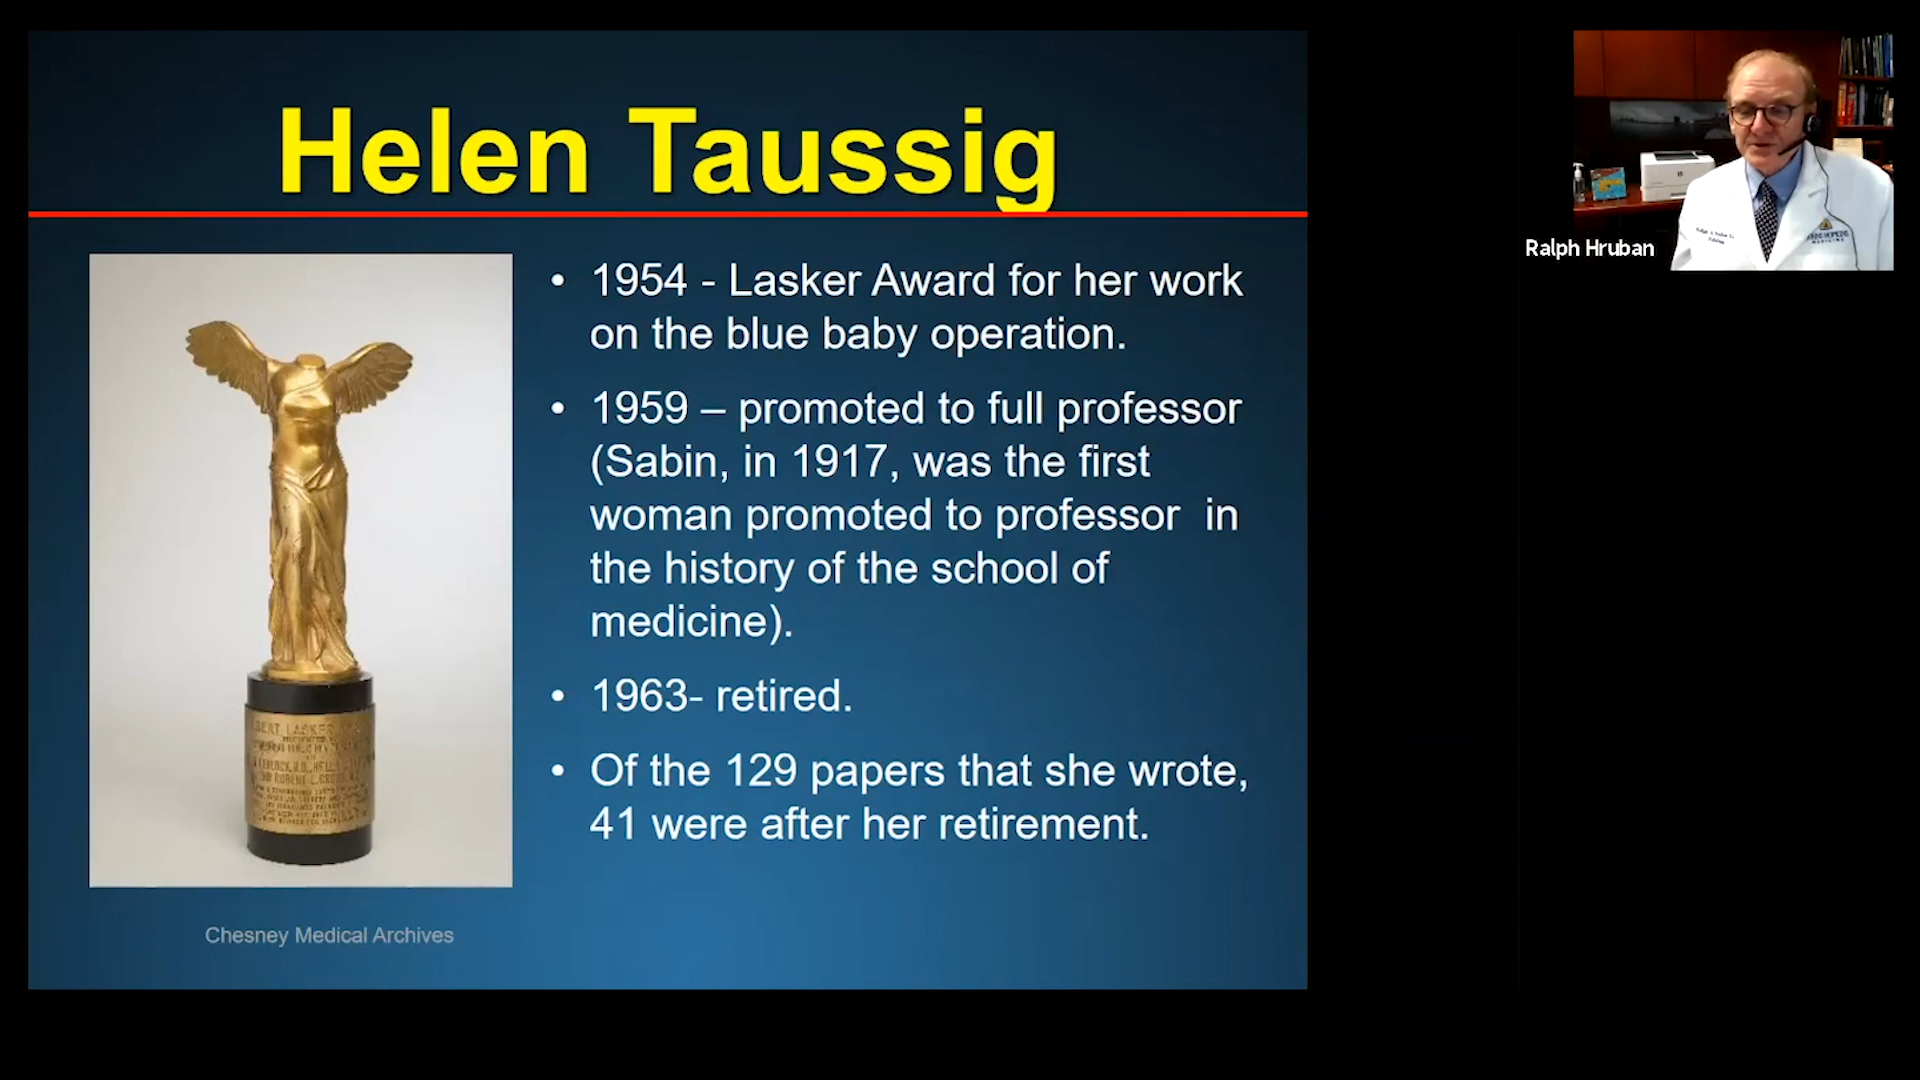 Helen Taussig
• 1954 - Lasker Award for her work
on the blue baby operation.
• 1959 – promoted to full professor
(Sabin, in 1917, was the first
woman promoted to professor  in
the history of the school of
medicine).
• 1963- retired.
• Of the 129 papers that she wrote,
41 were after her retirement.
Chesney Medical Archives
Ralph Hruban